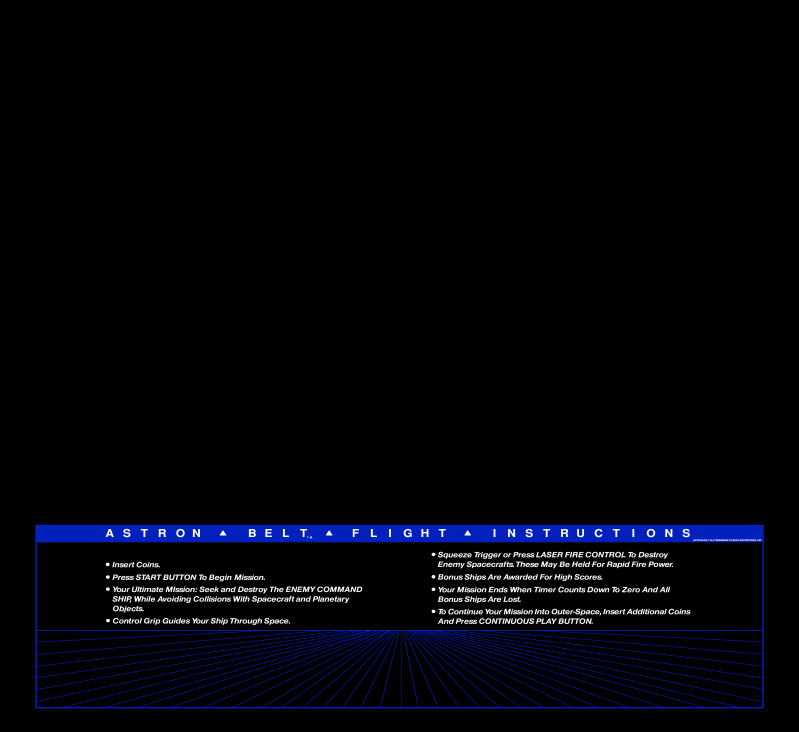 ASTRON ▲ BELT ▲ FLIGHT ▲ INSTRUCTIONS
• Insert Coins.
• Press START BUTTON To Begin Mission.
• Your Ultimate Mission: Seek and Destroy The ENEMY COMMAND
SHIP, While Avoiding Collisions With Spacecraft and Planetary
Objects.
• Control Grip Guides Your Ship Through Space.
• Squeeze Trigger or Press LASER FIRE CONTROL To Destroy
Enemy Spacecrafts. These May Be Held For Rapid Fire Power.
• Bonus Ships Are Awarded For High Scores.
• Your Mission Ends When Timer Counts Down To Zero And All
Bonus Ships Are Lost.
• To Continue Your Mission Into Outer-Space, Insert Additional Coins
And Press CONTINUOUS PLAY BUTTON.